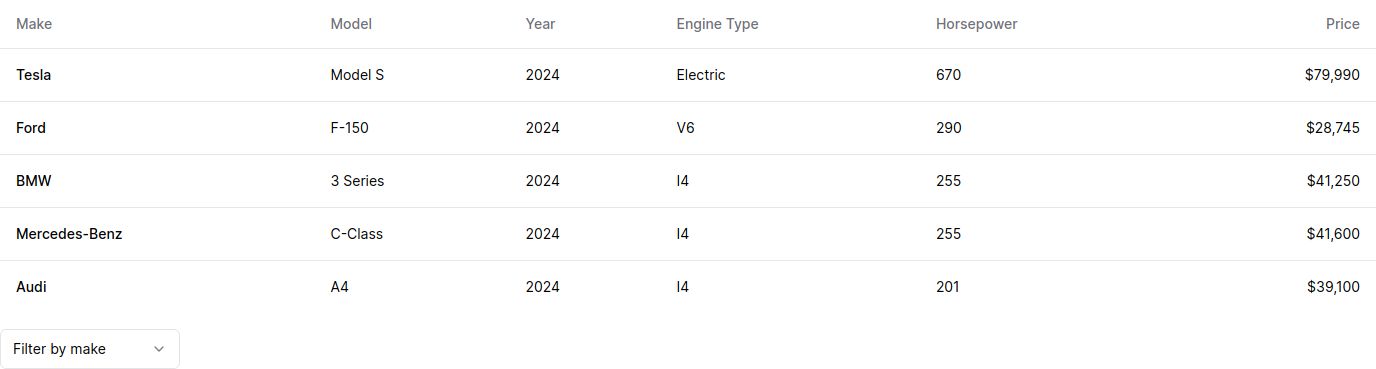 Make Model Year Engine Type Horsepower Price
Tesla Model S 2024 Electric 670 $79,990
Ford F-150 2024 V6 290 $28,745
BMW 3 Series 2024 I4 255 $41,250
Mercedes-Benz C-Class 2024 I4 255 $41,600
Audi A4 2024 I4 201 $39,100
Filter by make